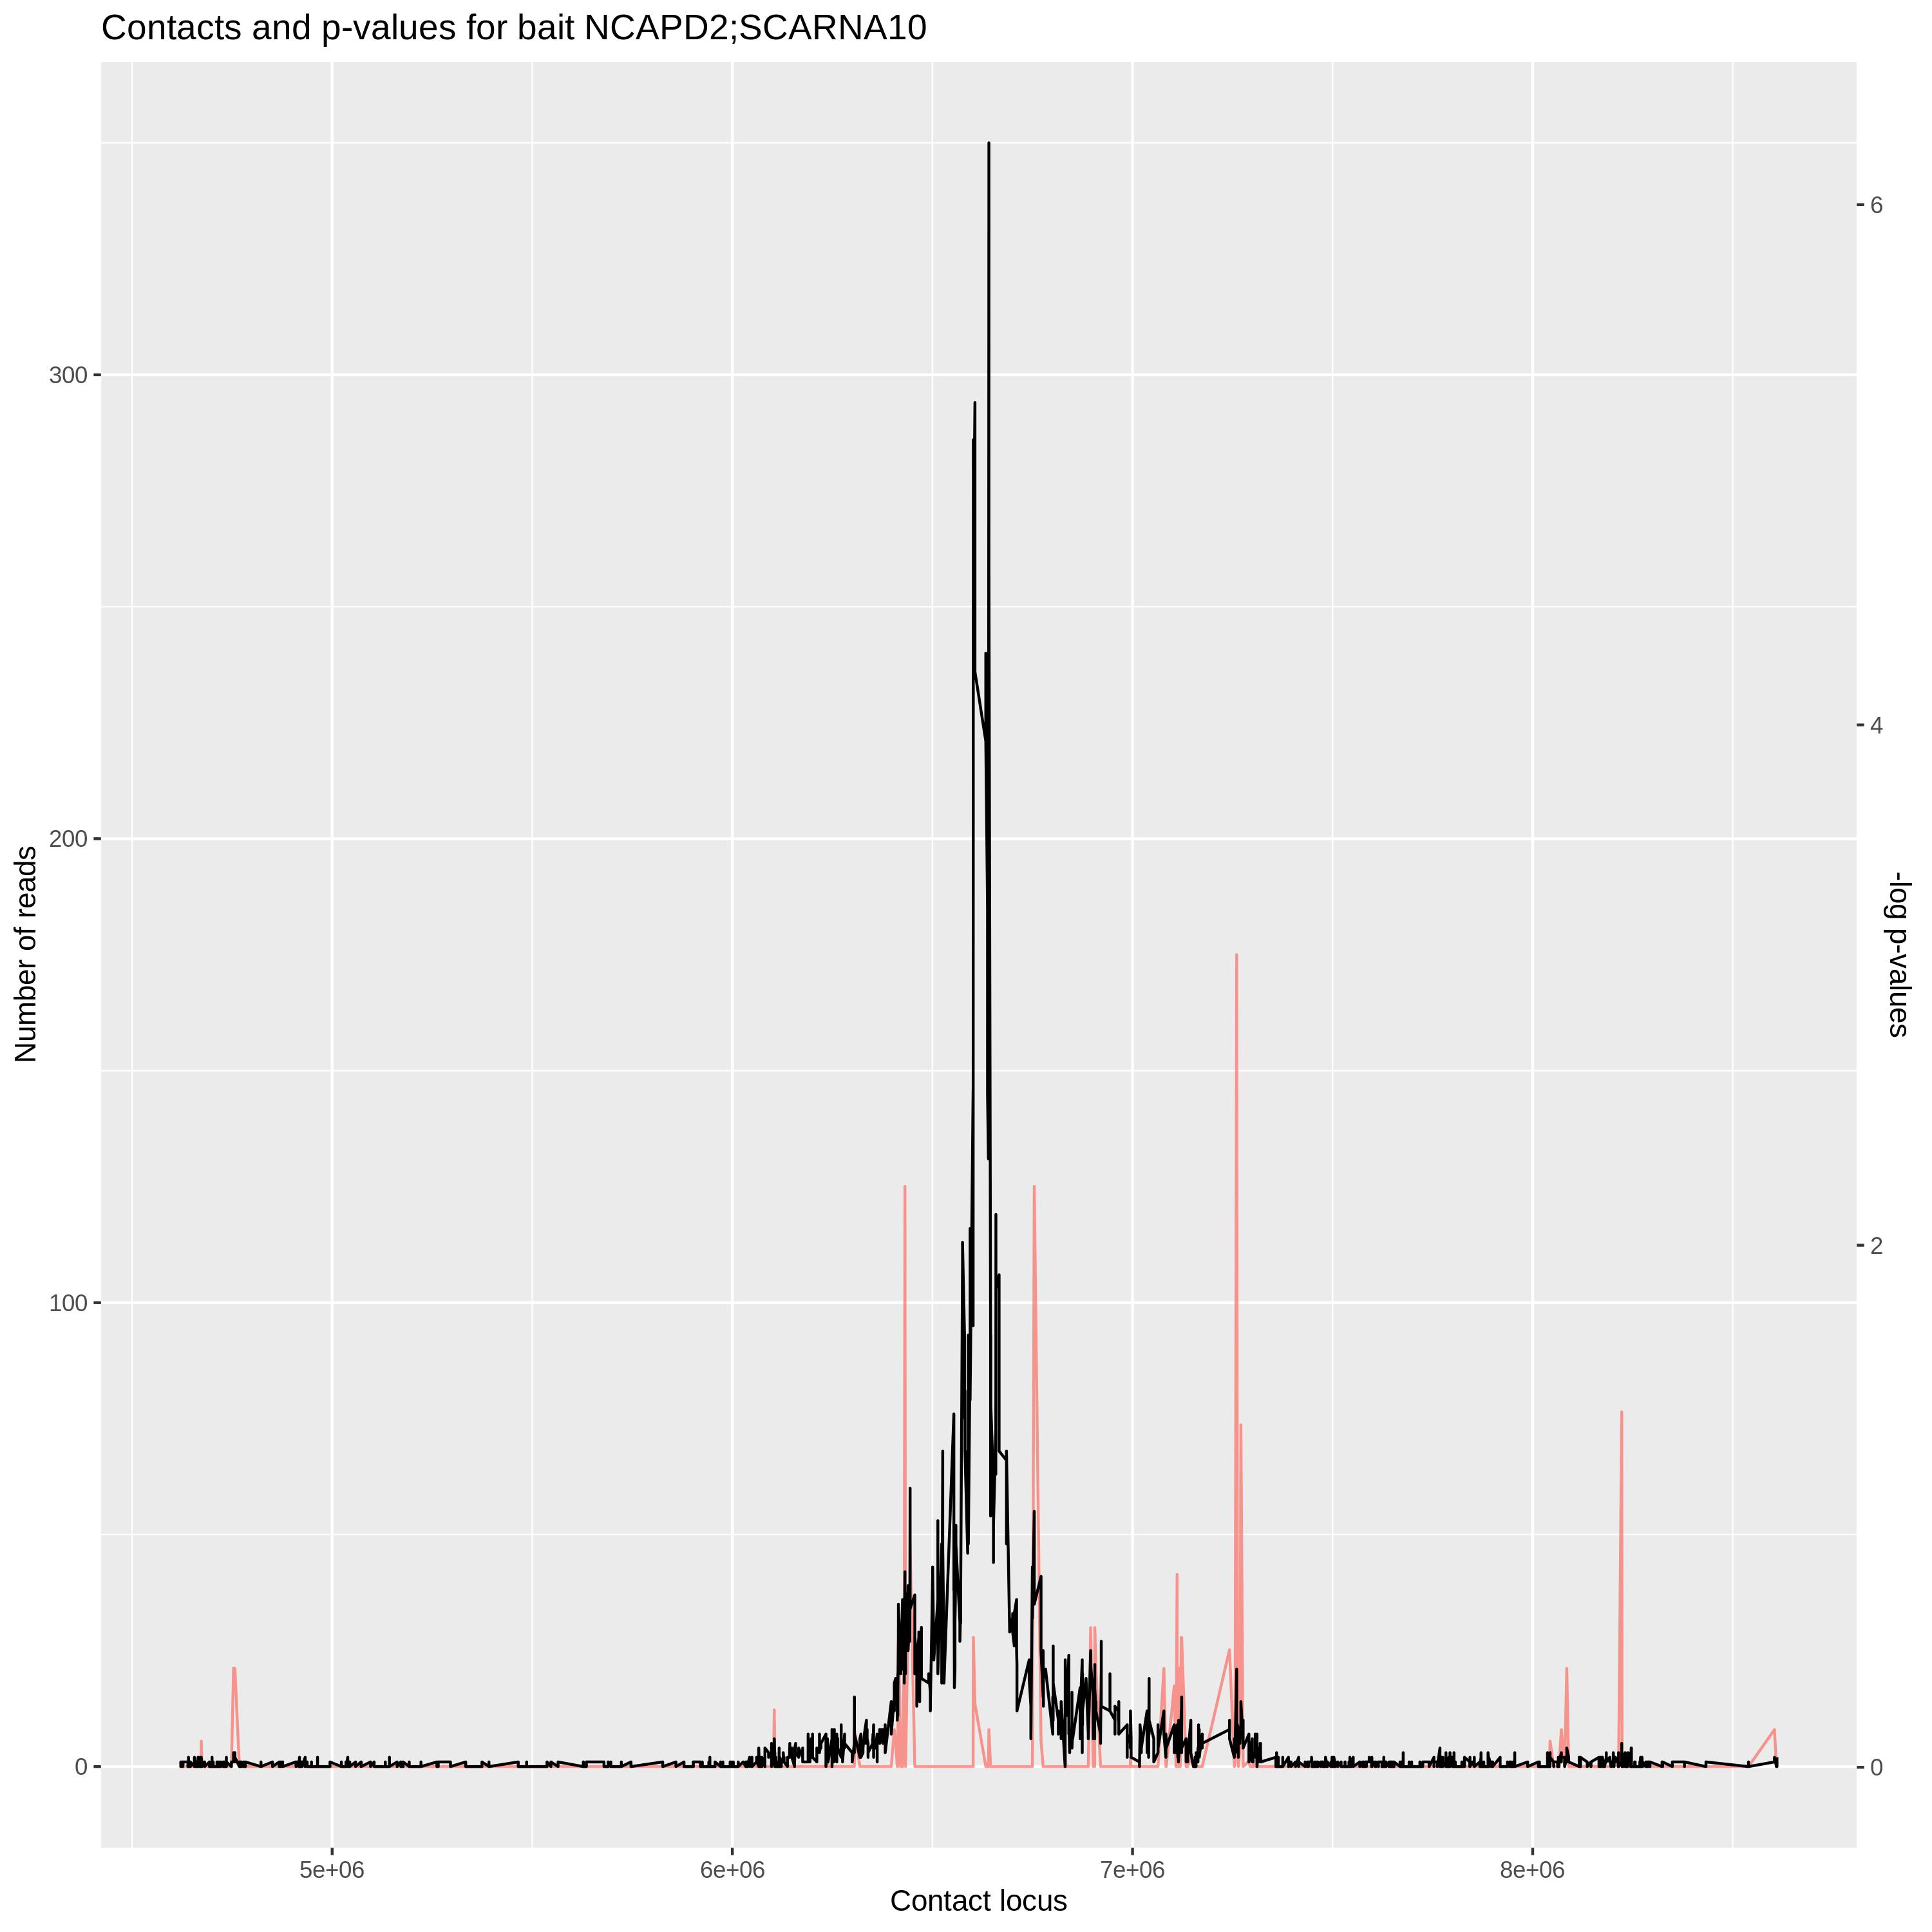 Contacts and p-values for bait NCAPD2;SCARNA10
Number of reads
300
200
100
0
6
4
2
0
-log p-values
5e+06 6e+06 7e+06 8e+06
Contact locus